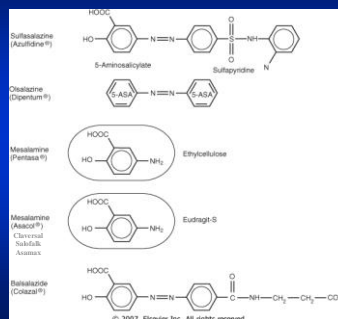 HOOC
Sulfasalazine
(Azulfidine®)
HO
N=N
O
S
O
NH
N
5-Aminosalicylate
Sulfapyridine
Olsalazine
(Dipentum®)
5-ASA
N=N
5-ASA
Mesalamine
(Pentasa®)
HOOC
HO
NH₂
Ethylcellulose
Mesalamine
(Asacol®)
Claversal
Salofalk
Asamax
HOOC
HO
NH₂
Eudragit-S
Balsalazide
(Colazal®)
HOOC
HO
N=N
O
C
NH
CH₂
CH₂
CO
© 2007, Elsevier Inc. All rights reserved.